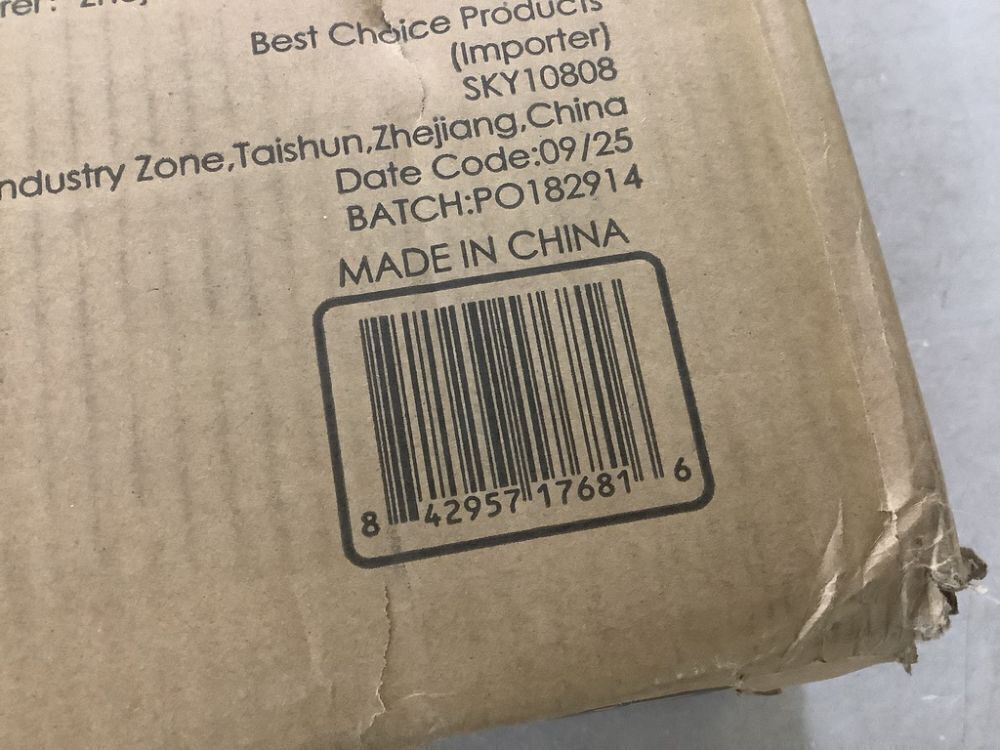 Best Choice Products
(Importer)
SKY10808
Industry Zone,Taishun,Zhejiang,China
Date Code:09/25
BATCH:PO182914
MADE IN CHINA
8 42957 17681 6